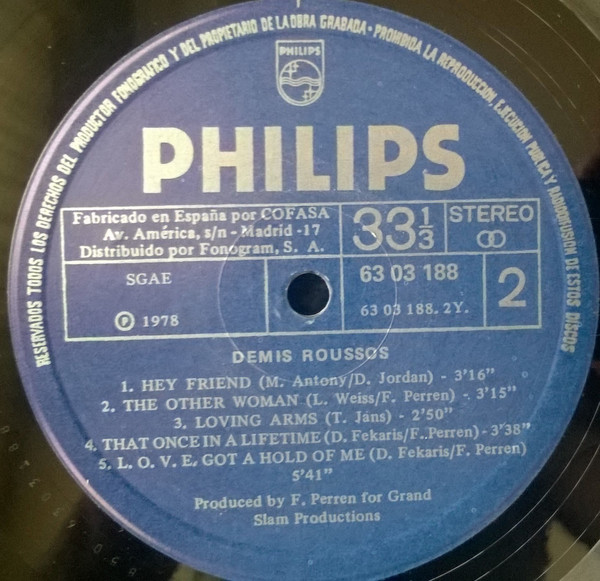 RESERVADOS TODOS LOS DERECHOS DEL PRODUCTOR FONOGRAFICO Y DEL PROPIETARIO DE LA OBRA GRABADA · PROHIBIDA LA REPRODUCCION, EJECUCION PUBLICA Y RADIODIFUSION DE ESTOS DISCOS
PHILIPS
PHILIPS
Fabricado en España por COFASA
Av. América, s/n - Madrid -17
Distribuido por Fonogram, S. A.
33 1/3
STEREO
SGAE
℗ 1978
63 03 188
63 03 188. 2Y.
2
DEMIS ROUSSOS
1. HEY FRIEND (M. Antony/D. Jordan) - 3'16"
2. THE OTHER WOMAN (L. Weiss/F. Perren) - 3'15"
3. LOVING ARMS (T. Jans) - 2'50"
4. THAT ONCE IN A LIFETIME (D. Fekaris/F..Perren) - 3'38"
5. L. O. V. E. GOT A HOLD OF ME (D. Fekaris/F. Perren)
5'41"
Produced by F. Perren for Grand
Slam Productions